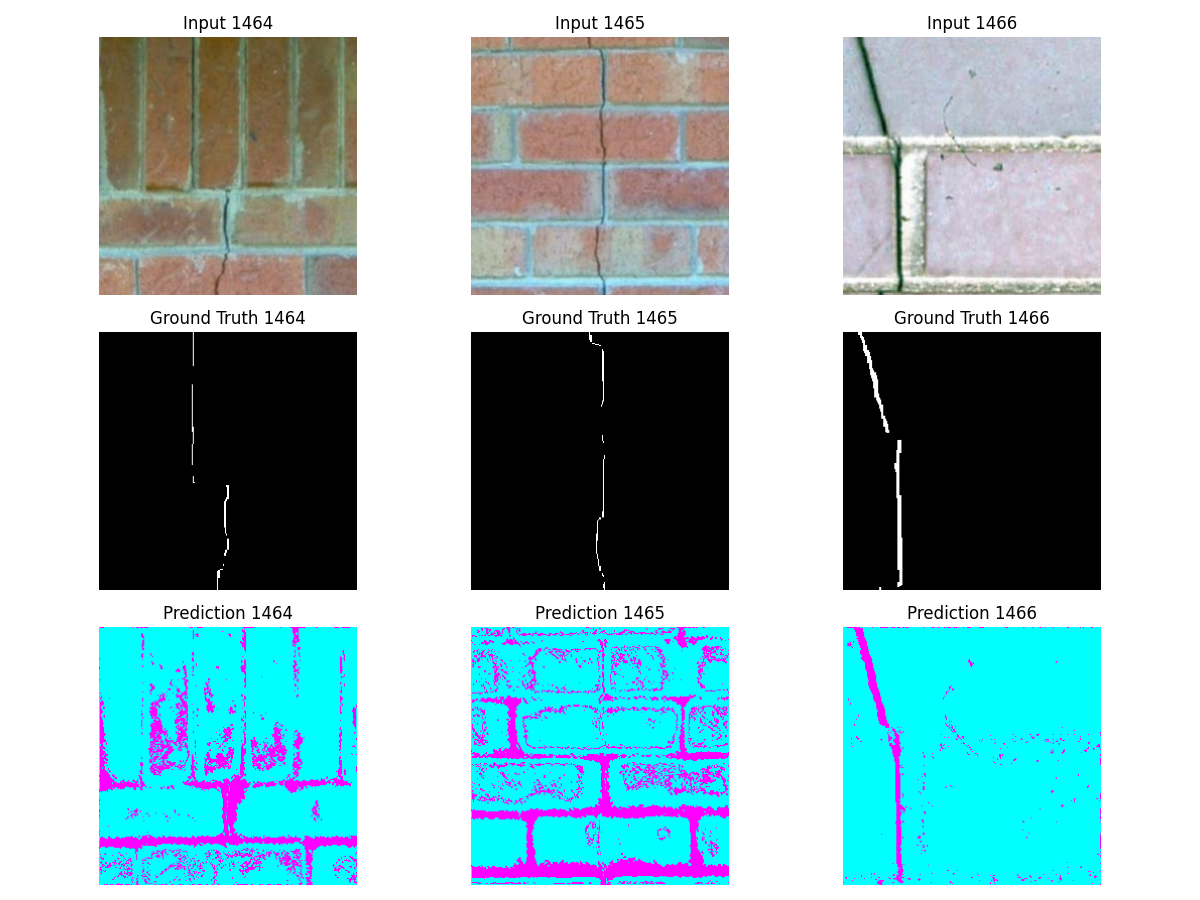 Input 1464
Input 1465
Input 1466
Ground Truth 1464
Ground Truth 1465
Ground Truth 1466
Prediction 1464
Prediction 1465
Prediction 1466